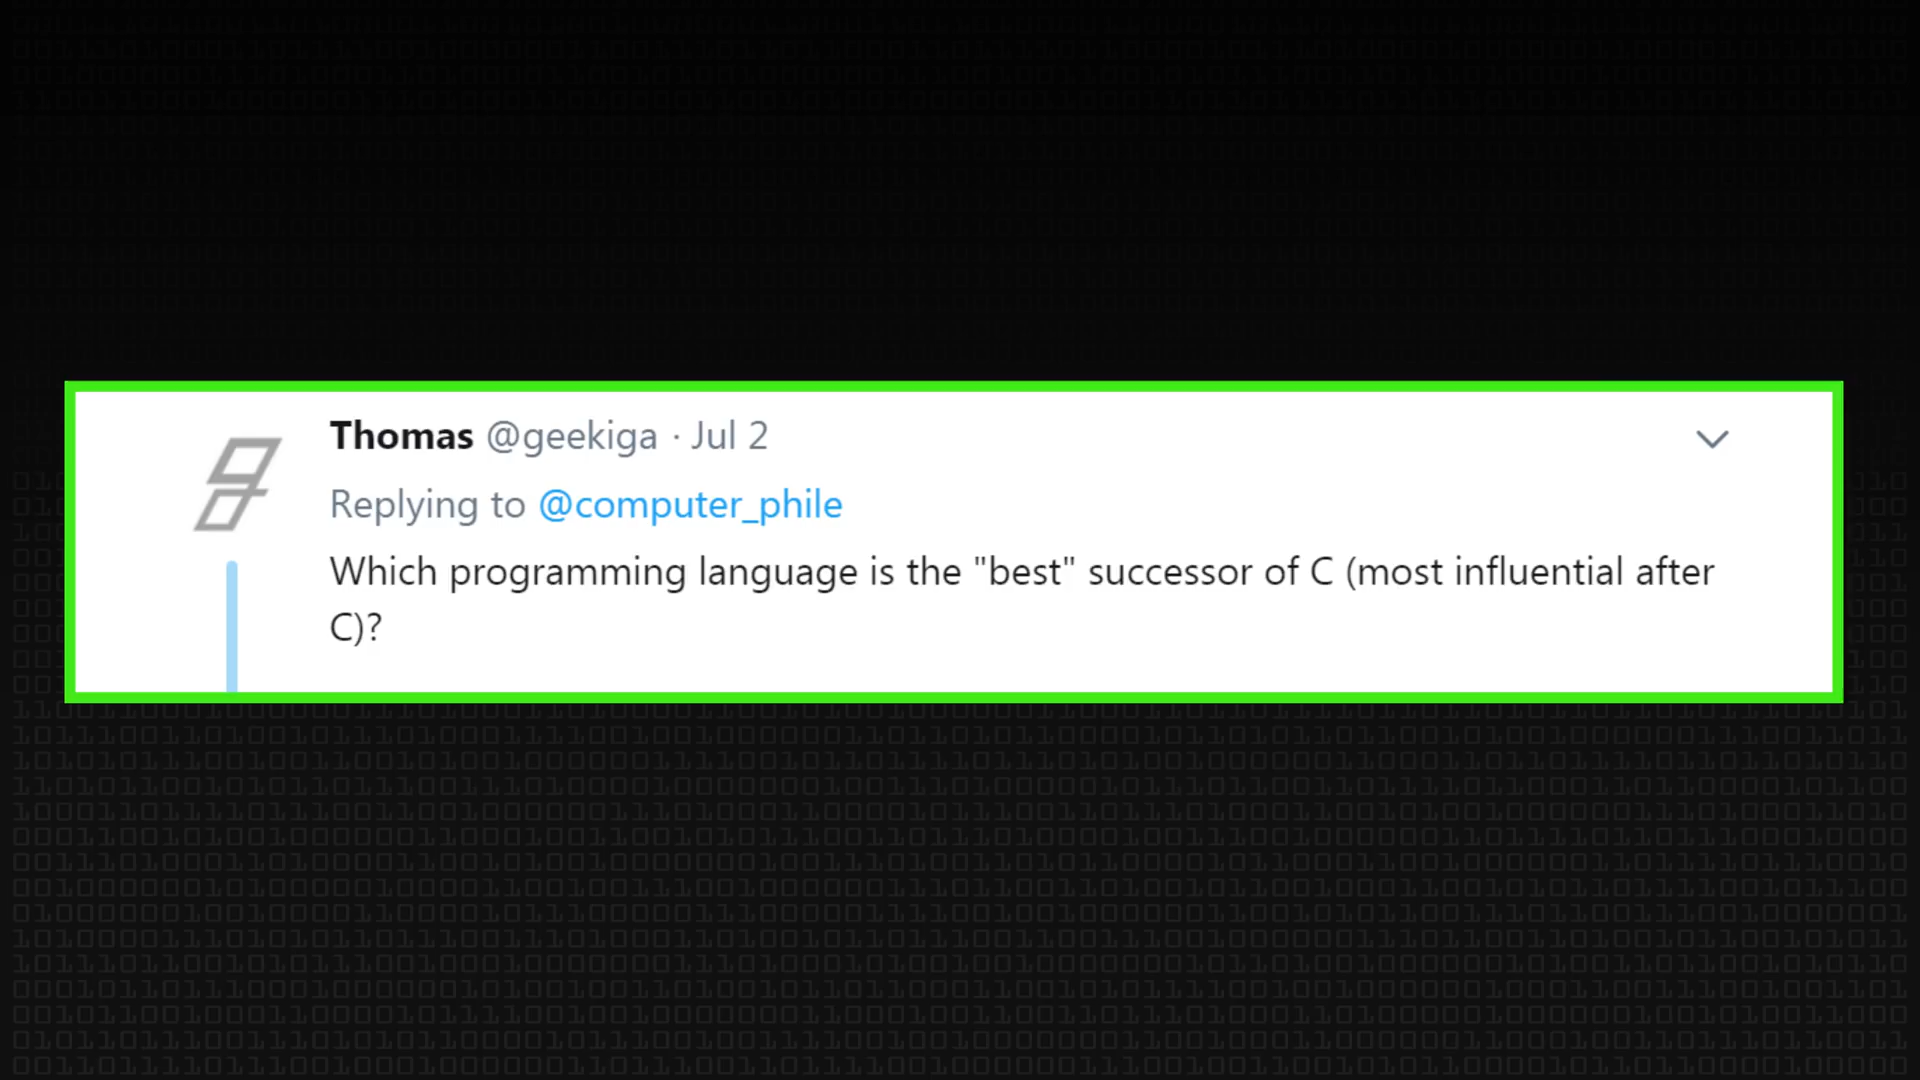 Thomas @geekiga · Jul 2
Replying to @computer_phile
Which programming language is the "best" successor of C (most influential after
C)?